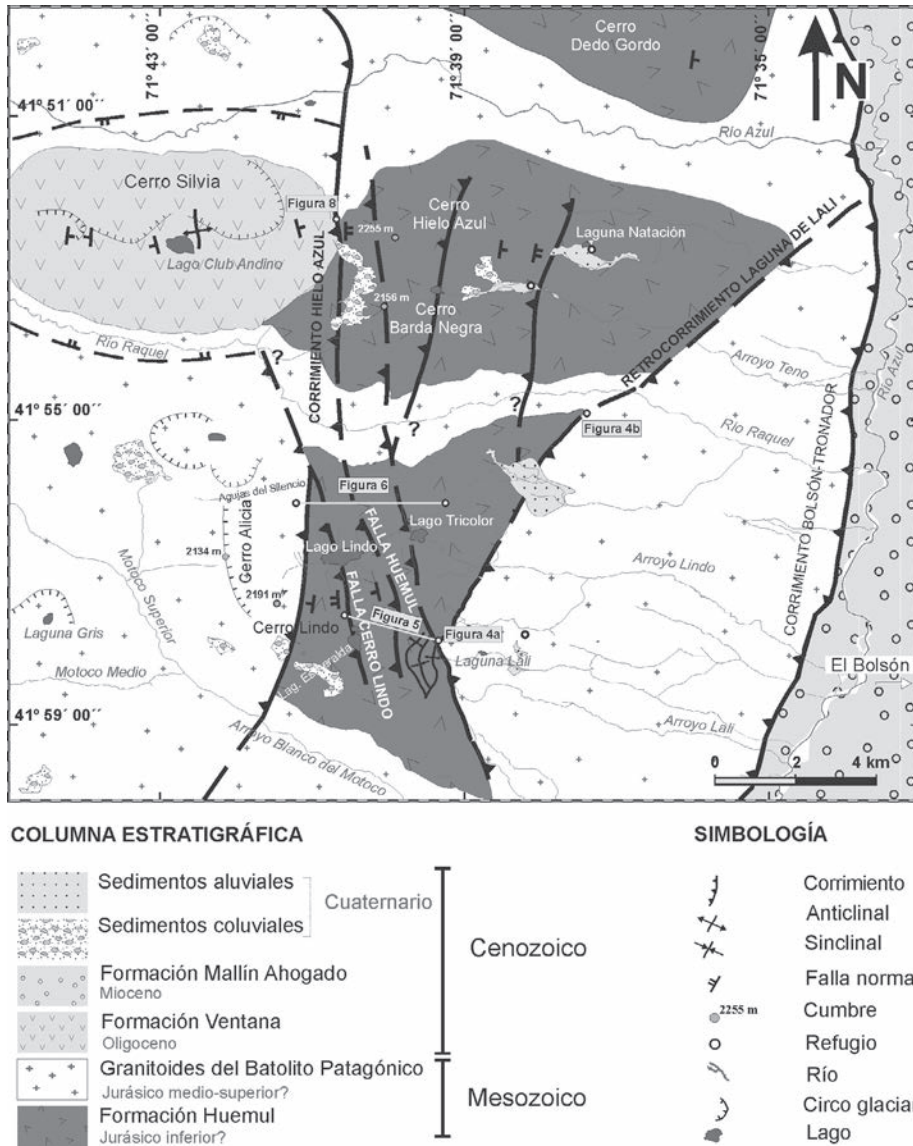 Cerro
Dedo Gordo
71º 43´ 00´´
71º 39´ 00´´
71º 35´ 00´´
N
41º 51´ 00´´
Río Azul
Cerro Silvia
Figura 8
2255 m
Cerro
Hielo Azul
Laguna Natación
Lago Club Andino
CORRIMIENTO HIELO AZUL
2156 m
Cerro
Barda Negra
RETROCORRIMIENTO LAGUNA DE LALI
Río Raquel
?
Arroyo Teno
Río Azul
41º 55´ 00´´
?
?
Figura 4b
Río Raquel
CORRIMIENTO BOLSÓN-TRONADOR
Agujas del Silencio
Figura 6
Cerro Alicia
FALLA HUEMUL
Lago Tricolor
Lago Lindo
2134 m
Arroyo Lindo
Motoco Superior
2191 m
Cerro Lindo
FALLA CERRO LINDO
Figura 5
Figura 4a
Laguna Gris
Laguna Lali
El Bolsón
Motoco Medio
Lag. Esmeralda
41º 59´ 00´´
Arroyo Blanco del Motoco
Arroyo Lali
0 2 4 km
COLUMNA ESTRATIGRÁFICA
Sedimentos aluviales
Cuaternario
Sedimentos coluviales
Formación Mallín Ahogado
Mioceno
Formación Ventana
Oligoceno
Granitoides del Batolito Patagónico
Jurásico medio-superior?
Formación Huemul
Jurásico inferior?
Cenozoico
Mesozoico
SIMBOLOGÍA
Corrimiento
Anticlinal
Sinclinal
Falla norma
2255 m
Cumbre
Refugio
Río
Circo glacia
Lago